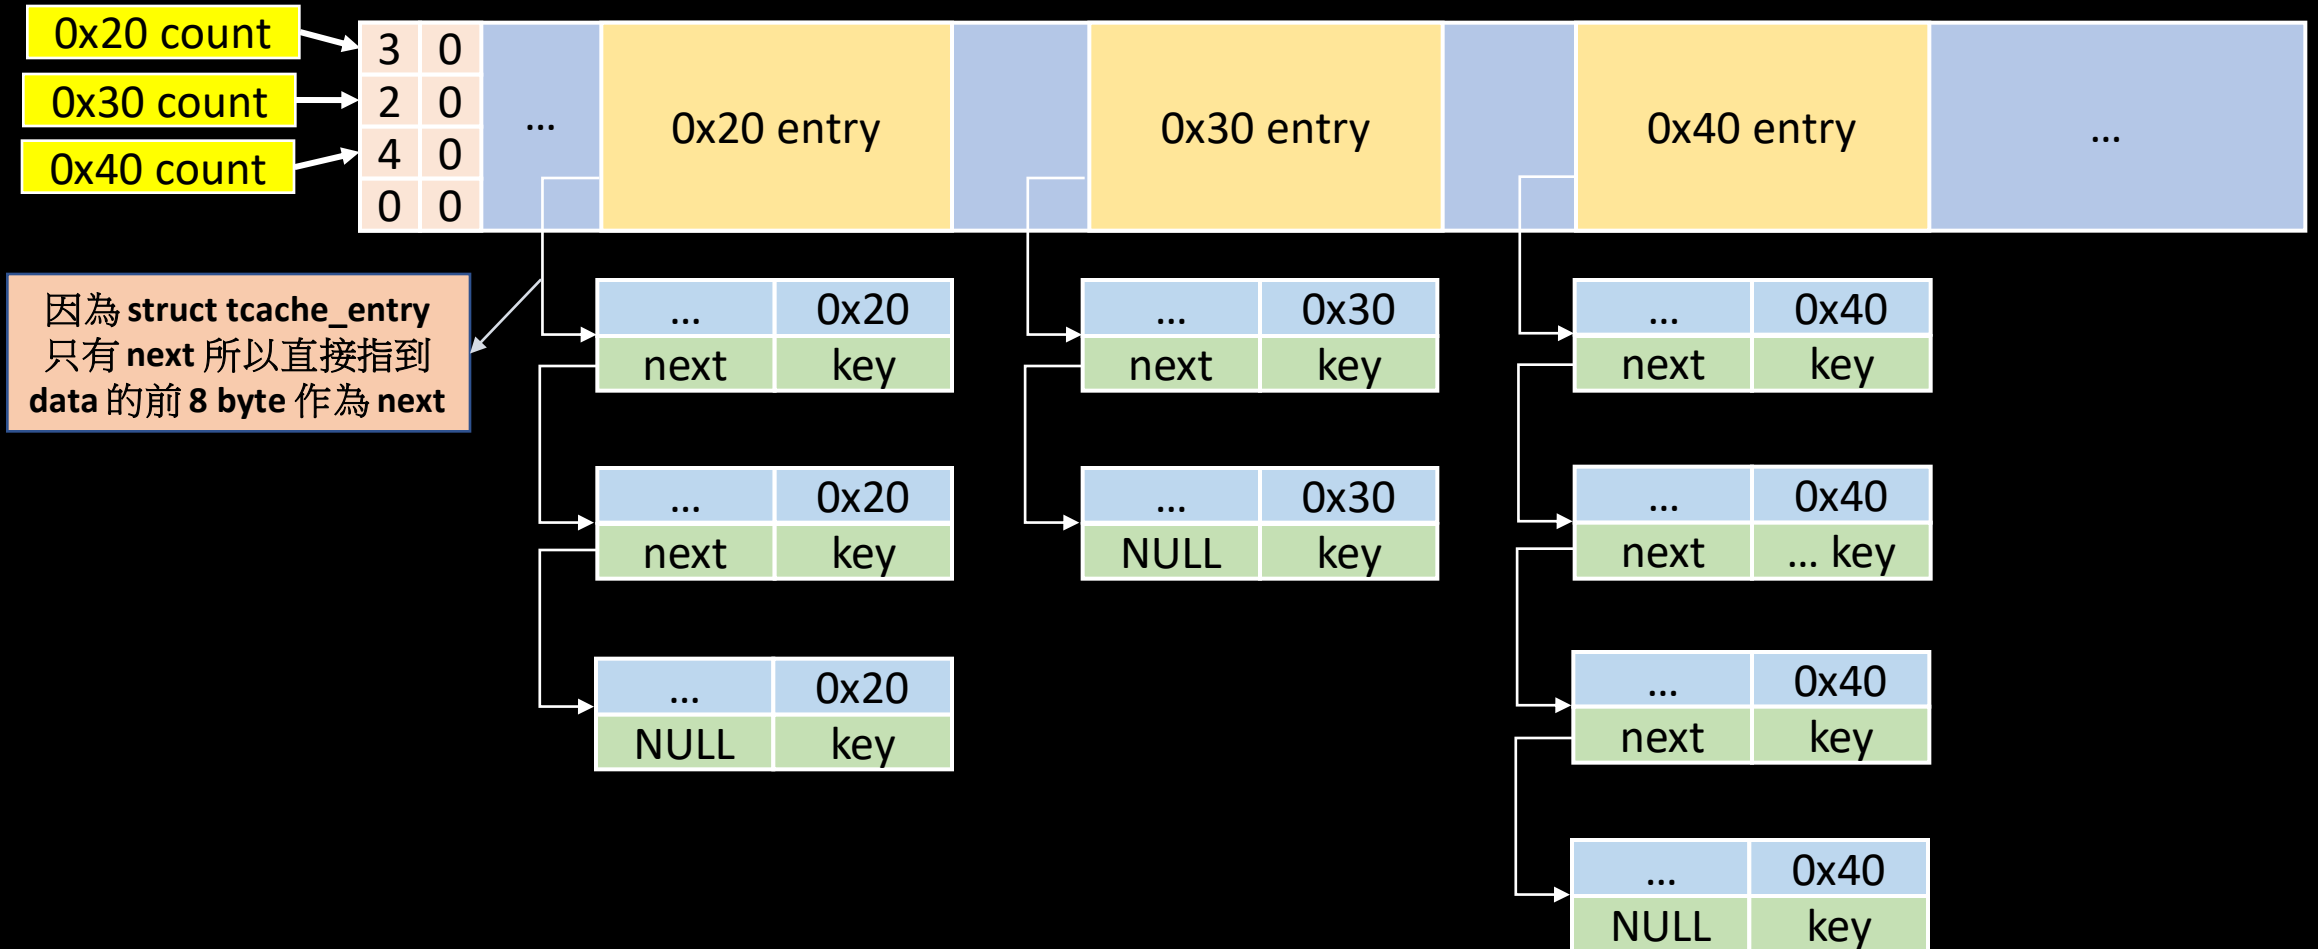 0x20 count
0x30 count
0x40 count
3 0
2 0
4 0
0 0
...
0x20 entry
0x30 entry
0x40 entry
...
因為 struct tcache_entry
只有 next 所以直接指到
data 的前 8 byte 作為 next
... 0x20
next key
... 0x20
next key
... 0x20
NULL key
... 0x30
next key
... 0x30
NULL key
... 0x40
next key
... 0x40
next ... key
... 0x40
next key
... 0x40
NULL key